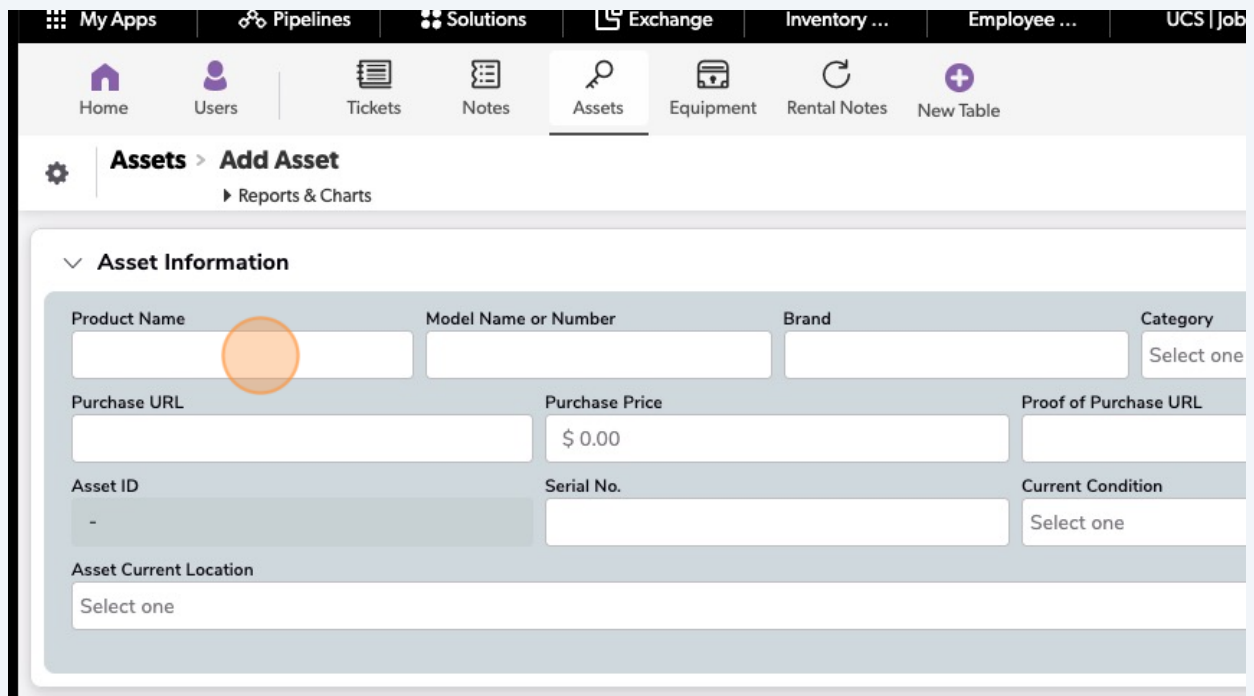 My Apps Pipelines Solutions Exchange Inventory ... Employee ... UCS | Job
Home Users Tickets Notes Assets Equipment Rental Notes New Table
Assets > Add Asset
Reports & Charts
Asset Information
Product Name Model Name or Number Brand Category
Select one
Purchase URL Purchase Price Proof of Purchase URL
$ 0.00
Asset ID Serial No. Current Condition
- Select one
Asset Current Location
Select one